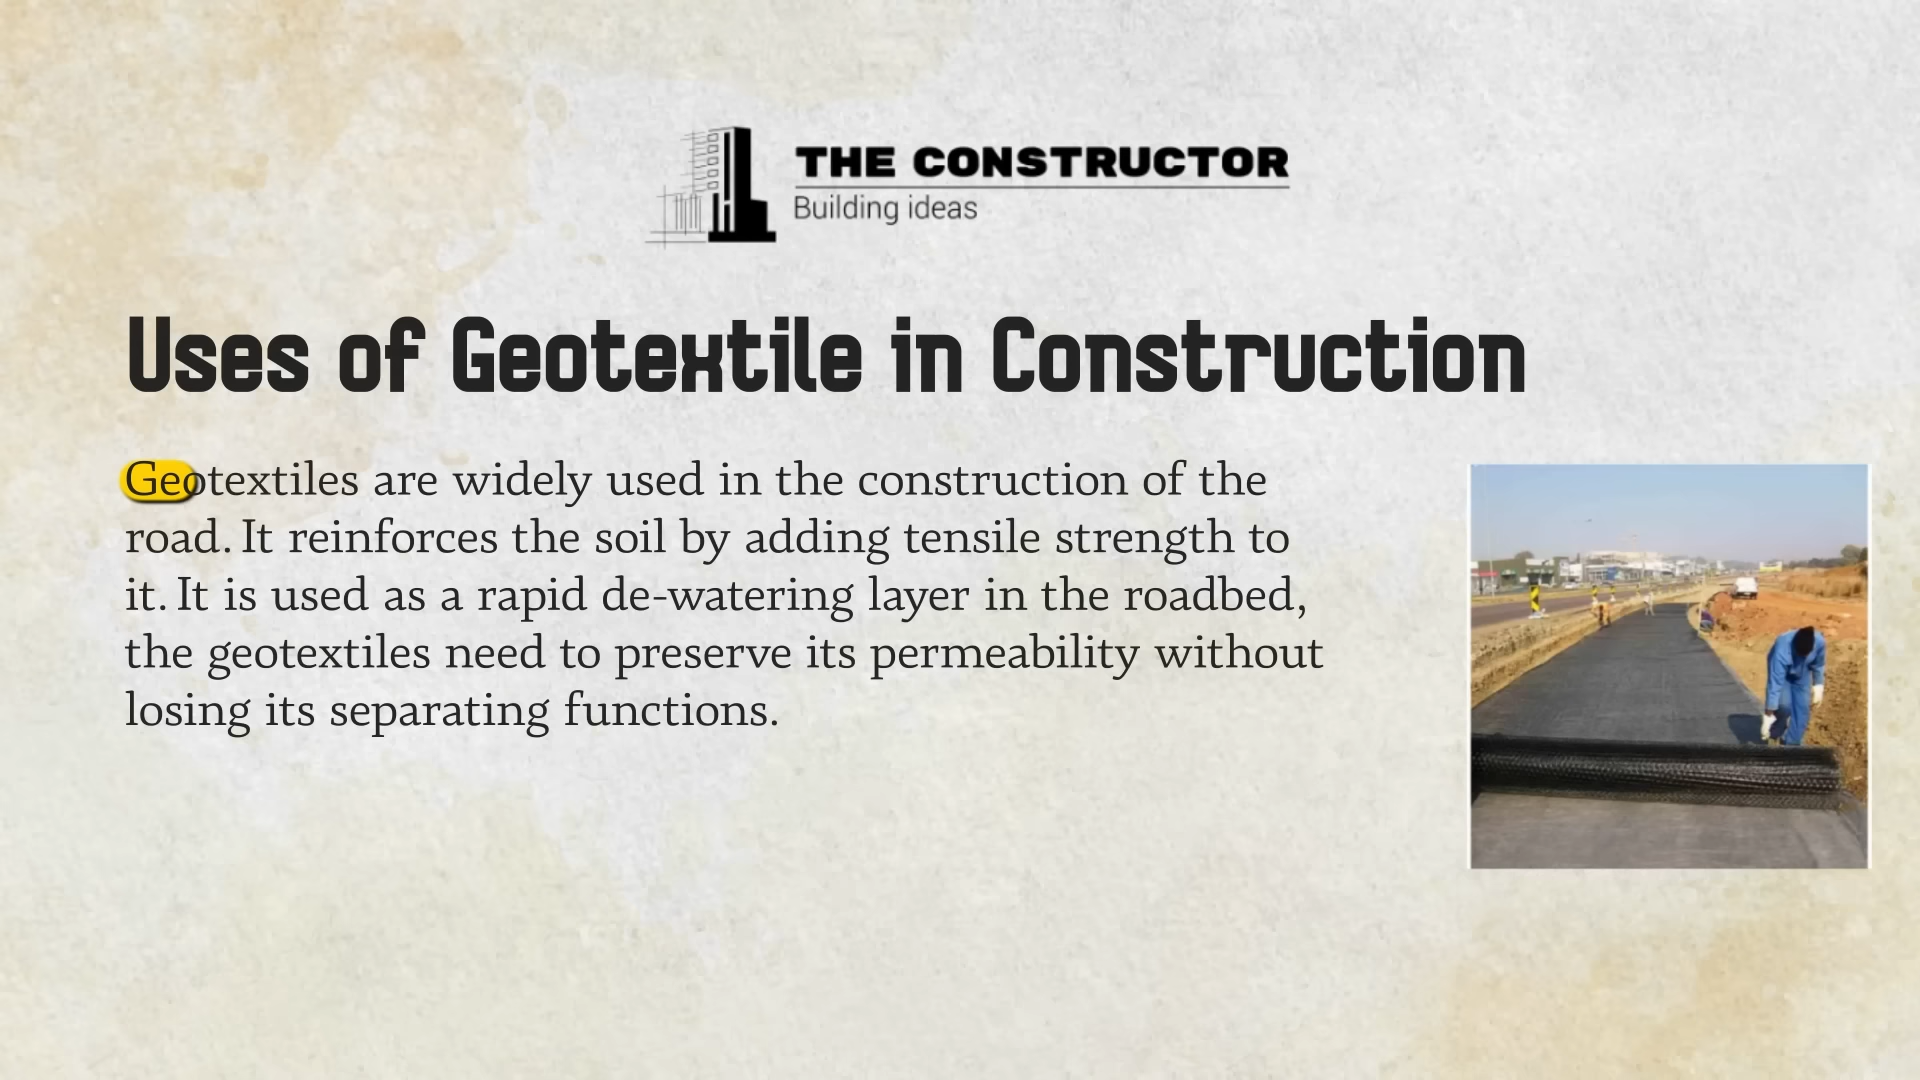 THE CONSTRUCTOR
Building ideas
Uses of Geotextile in Construction
Geotextiles are widely used in the construction of the
road. It reinforces the soil by adding tensile strength to
it. It is used as a rapid de-watering layer in the roadbed,
the geotextiles need to preserve its permeability without
losing its separating functions.